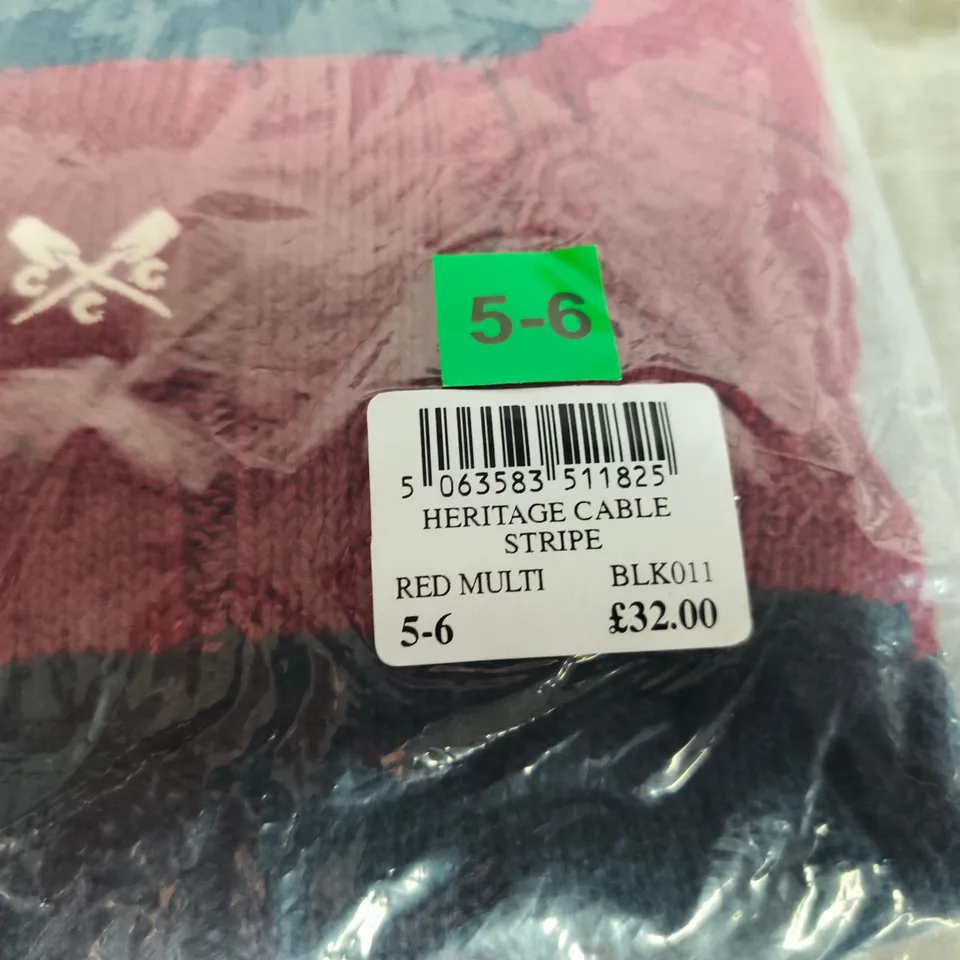 C C
C
5-6
5 063583 511825
HERITAGE CABLE
STRIPE
RED MULTI BLK011
5-6 £32.00